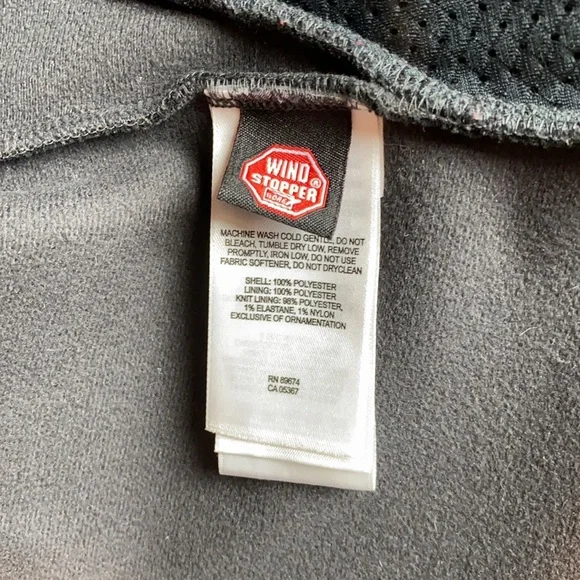 WIND
STOPPER®
GORE
MACHINE WASH COLD GENTLE, DO NOT
BLEACH, TUMBLE DRY LOW, REMOVE
PROMPTLY, IRON LOW, DO NOT USE
FABRIC SOFTENER, DO NOT DRYCLEAN
SHELL: 100% POLYESTER
LINING: 100% POLYESTER
KNIT LINING: 98% POLYESTER,
1% ELASTANE, 1% NYLON
EXCLUSIVE OF ORNAMENTATION
RN 89674
CA 05367